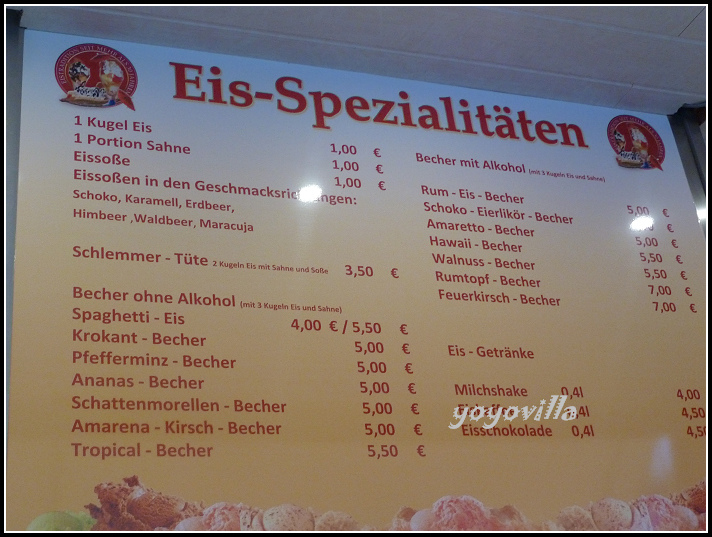 Eis-Spezialitäten
1 Kugel Eis 1,00 €
1 Portion Sahne 1,00 €
Eissoße 1,00 €
Eissoßen in den Geschmacksrichtungen:
Schoko, Karamell, Erdbeer,
Himbeer ,Waldbeer, Maracuja
Schlemmer - Tüte 2 Kugeln Eis mit Sahne und Soße 3,50 €
Becher ohne Alkohol (mit 3 Kugeln Eis und Sahne)
Spaghetti - Eis 4,00 € / 5,50 €
Krokant - Becher 5,00 €
Pfefferminz - Becher 5,00 €
Ananas - Becher 5,00 €
Schattenmorellen - Becher 5,00 €
Amarena - Kirsch - Becher 5,00 €
Tropical - Becher 5,50 €
Becher mit Alkohol (mit 3 Kugeln Eis und Sahne)
Rum - Eis - Becher 5,00 €
Schoko - Eierlikör - Becher €
Amaretto - Becher 5,00 €
Hawaii - Becher 5,50 €
Walnuss - Becher 5,50 €
Rumtopf - Becher 7,00 €
Feuerkirsch - Becher 7,00 €
Eis - Getränke
Milchshake 0,4l 4,00
4,50
Eisschokolade 0,4l 4,5
yoyovilla